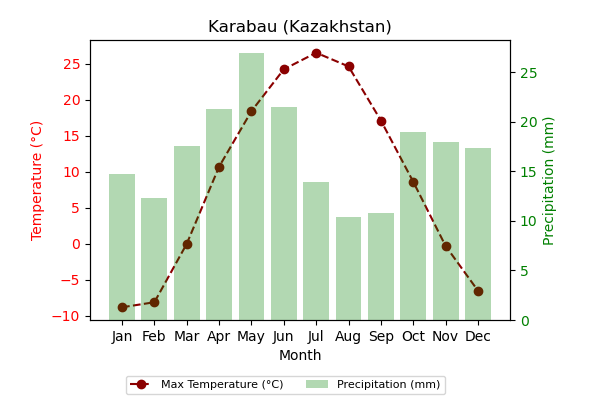 Karabau (Kazakhstan)
Temperature (°C)
25
20
15
10
5
0
−5
−10
25
20
15
10
5
0
Precipitation (mm)
Jan Feb Mar Apr May Jun Jul Aug Sep Oct Nov Dec
Month
Max Temperature (°C) Precipitation (mm)